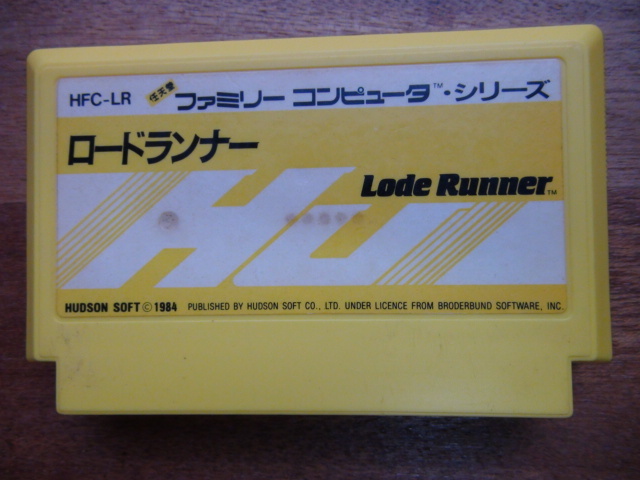 HFC-LR 任天堂 ファミリー コンピュータ™・シリーズ
ロードランナー
Lode Runner™
HUDSON SOFT © 1984 PUBLISHED BY HUDSON SOFT CO., LTD. UNDER LICENCE FROM BRODERBUND SOFTWARE, INC.